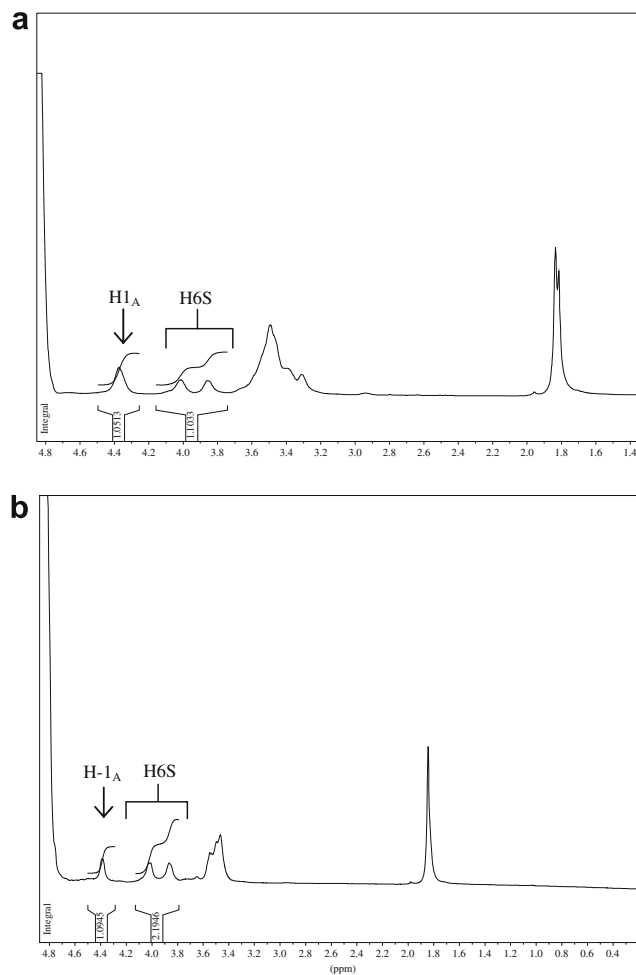 a
H1A
H6S
Integral
1.0513
1.1033
4.8 4.6 4.4 4.2 4.0 3.8 3.6 3.4 3.2 3.0 2.8 2.6 2.4 2.2 2.0 1.8 1.6 1.4
b
H-1A
H6S
Integral
1.0945
2.1946
4.8 4.6 4.4 4.2 4.0 3.8 3.6 3.4 3.2 3.0 2.8 2.6 2.4 2.2 2.0 1.8 1.6 1.4 1.2 1.0 0.8 0.6 0.4
(ppm)